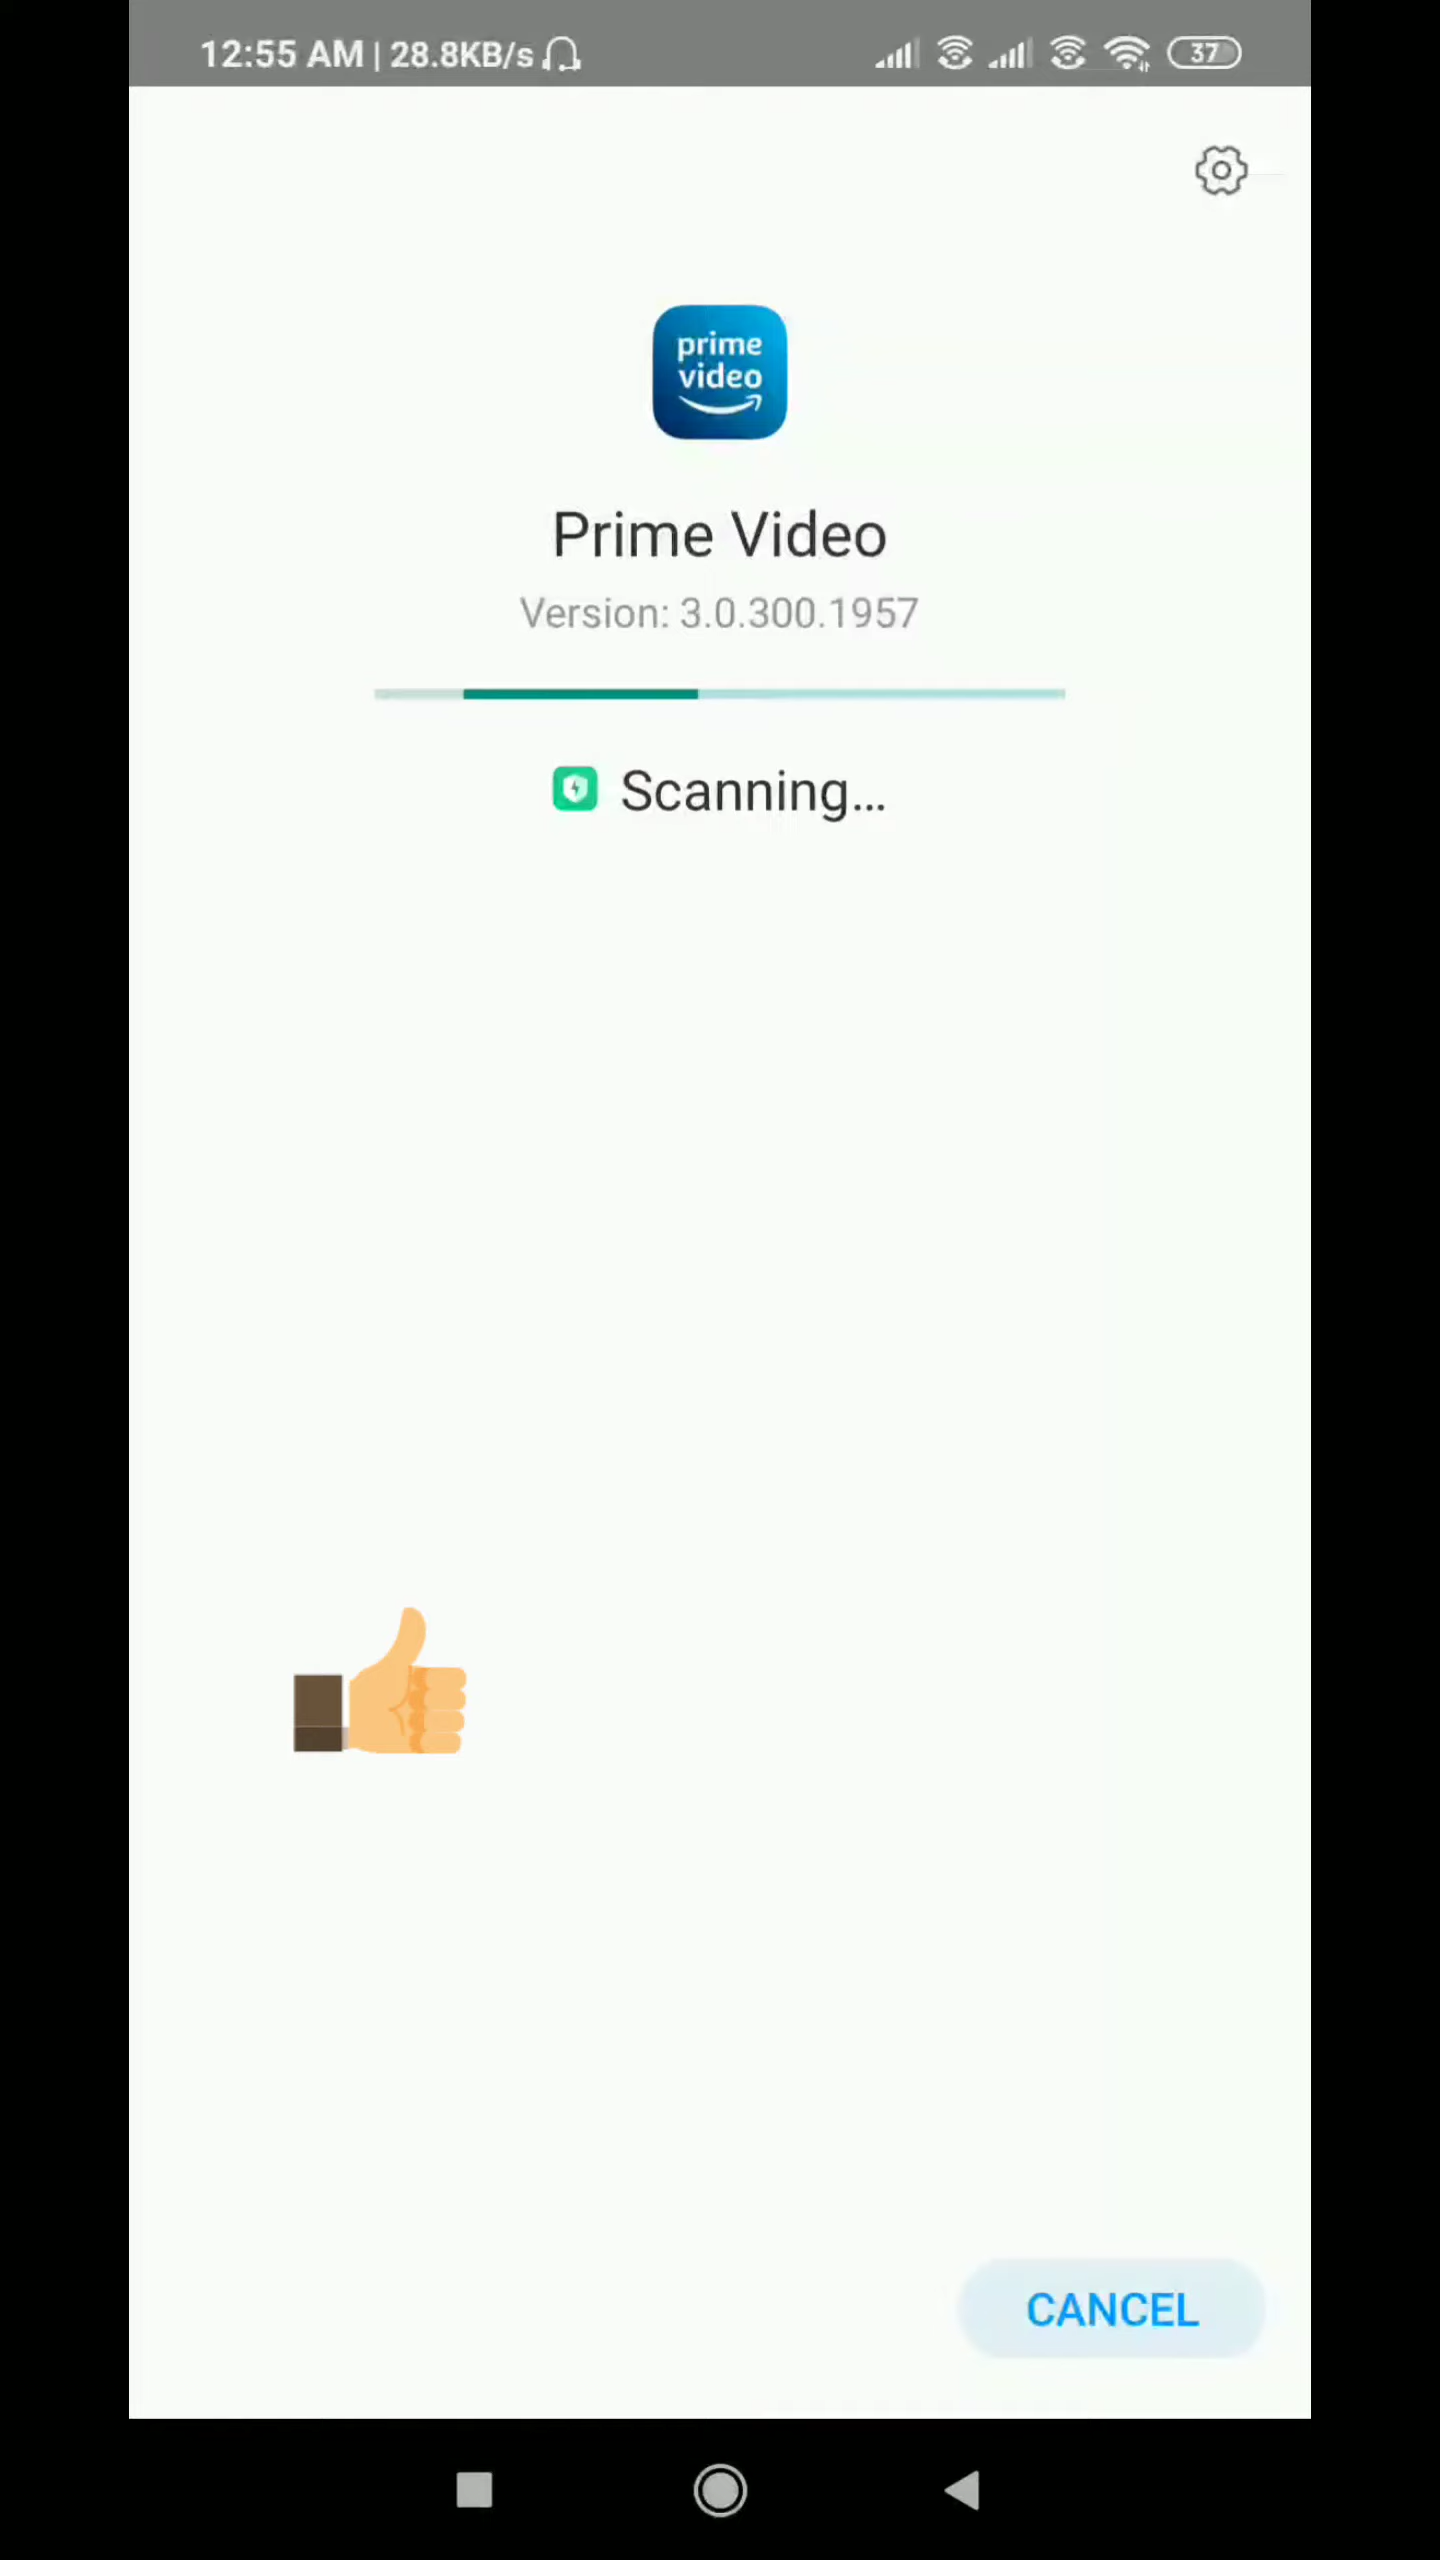 12:55 AM | 28.8KB/s 37
prime
video
Prime Video
Version: 3.0.300.1957
Scanning...
CANCEL